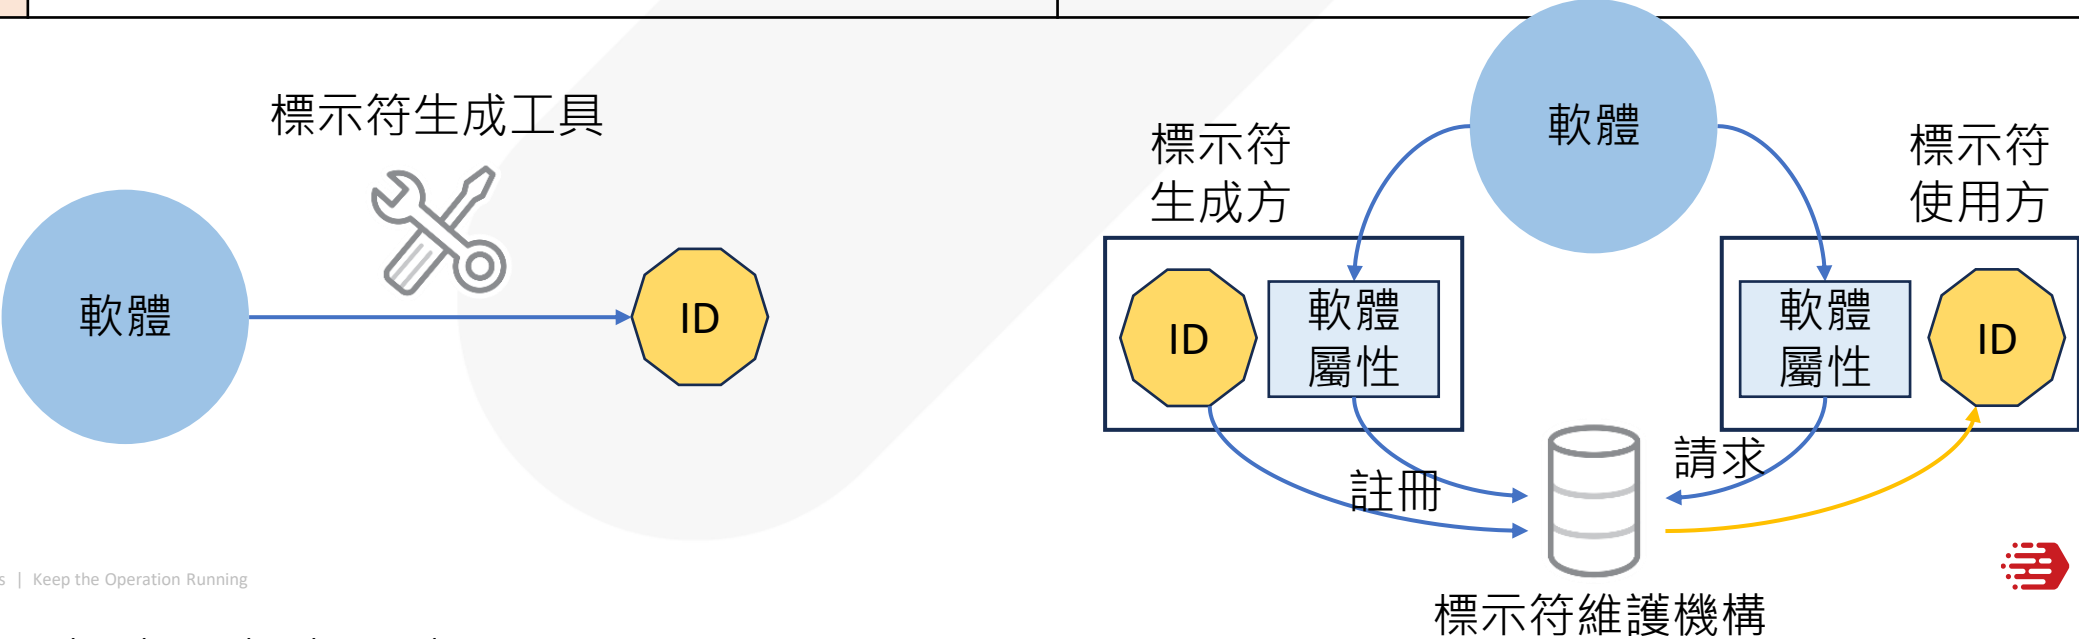 標示符生成工具
軟體
ID
軟體
標示符
生成方
標示符
使用方
ID
軟體
屬性
軟體
屬性
ID
註冊
請求
標示符維護機構
s | Keep the Operation Running